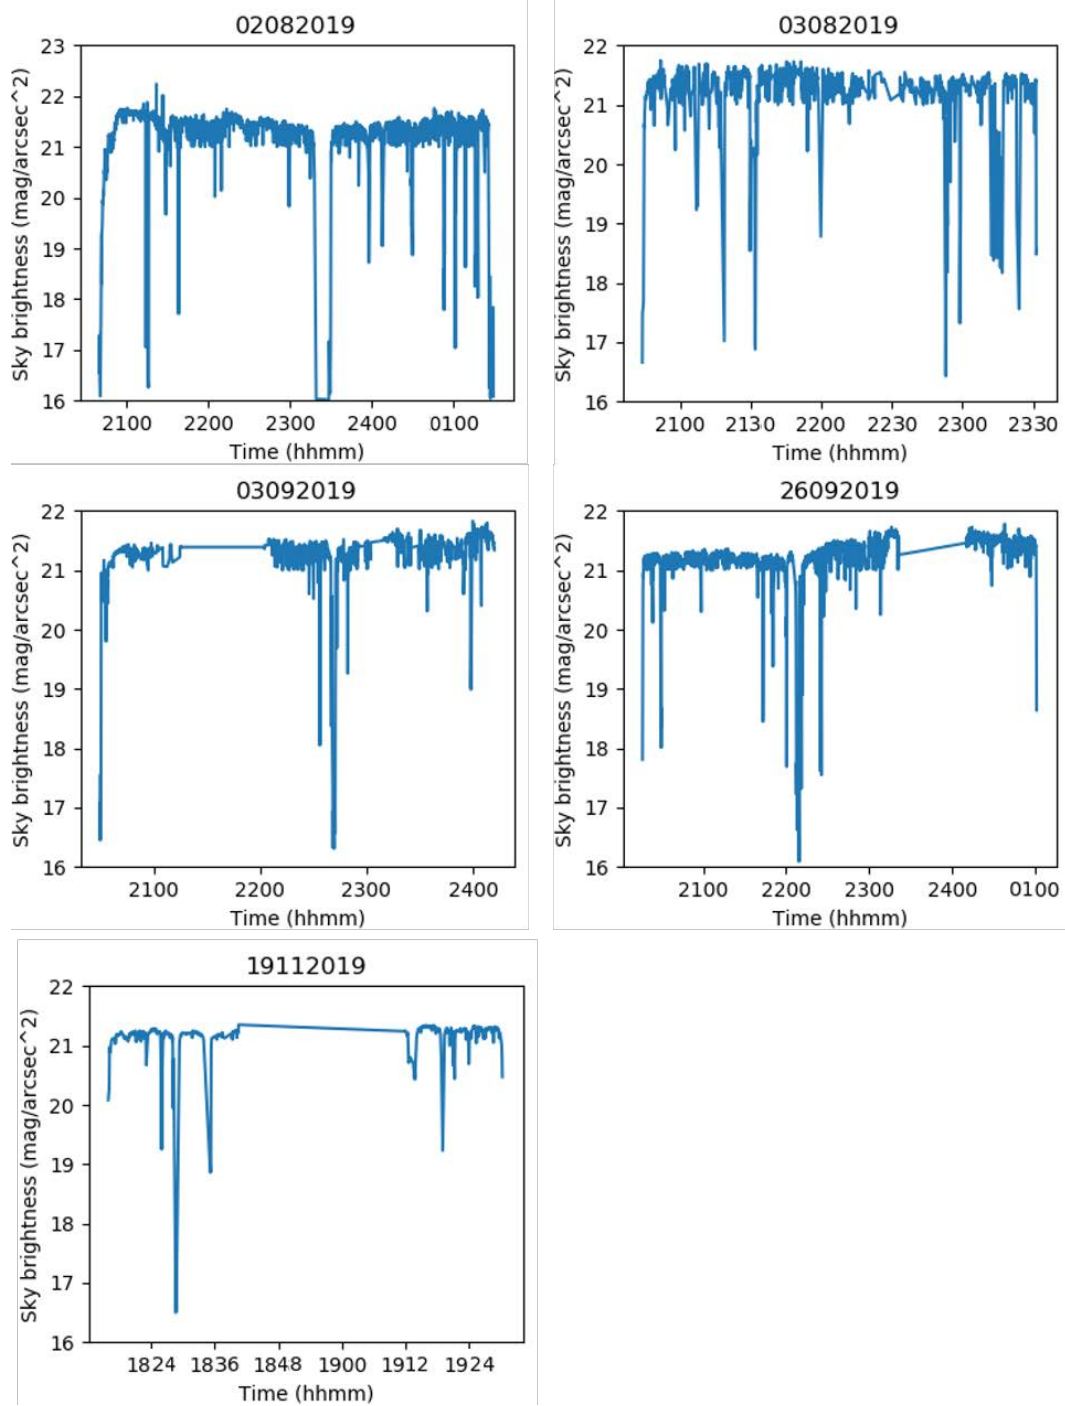 02082019
Sky brightness (mag/arcsec^2)
23
22
21
20
19
18
17
16
2100 2200 2300 2400 0100
Time (hhmm)
03082019
Sky brightness (mag/arcsec^2)
22
21
20
19
18
17
16
2100 2130 2200 2230 2300 2330
Time (hhmm)
03092019
Sky brightness (mag/arcsec^2)
22
21
20
19
18
17
16
2100 2200 2300 2400
Time (hhmm)
26092019
Sky brightness (mag/arcsec^2)
22
21
20
19
18
17
16
2100 2200 2300 2400 0100
Time (hhmm)
19112019
Sky brightness (mag/arcsec^2)
22
21
20
19
18
17
16
1824 1836 1848 1900 1912 1924
Time (hhmm)